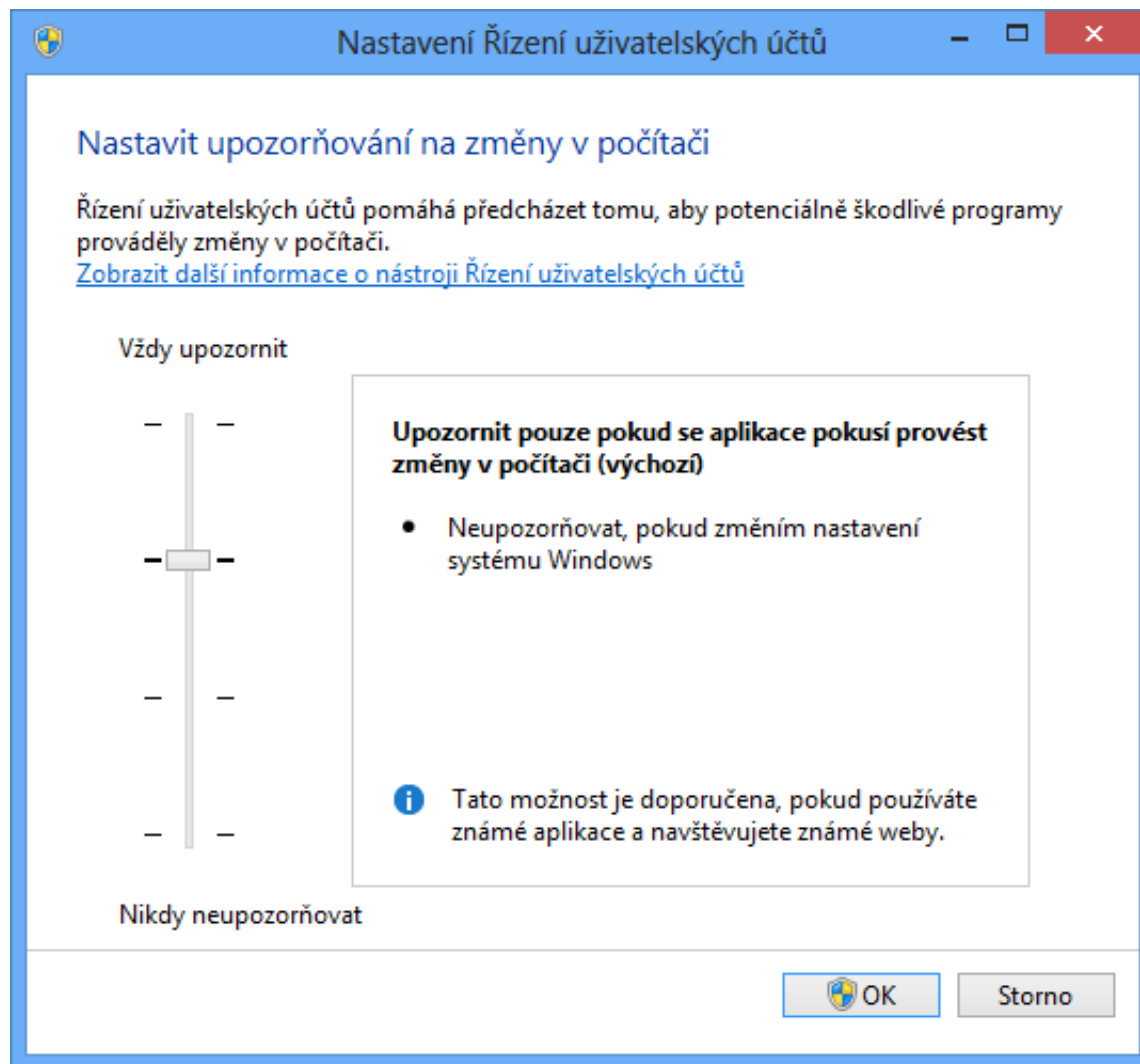 Nastavení Řízení uživatelských účtů
Nastavit upozorňování na změny v počítači
Řízení uživatelských účtů pomáhá předcházet tomu, aby potenciálně škodlivé programy
prováděly změny v počítači.
Zobrazit další informace o nástroji Řízení uživatelských účtů
Vždy upozornit
Upozornit pouze pokud se aplikace pokusí provést
změny v počítači (výchozí)
Neupozorňovat, pokud změním nastavení
systému Windows
Tato možnost je doporučena, pokud používáte
známé aplikace a navštěvujete známé weby.
Nikdy neupozorňovat
OK
Storno